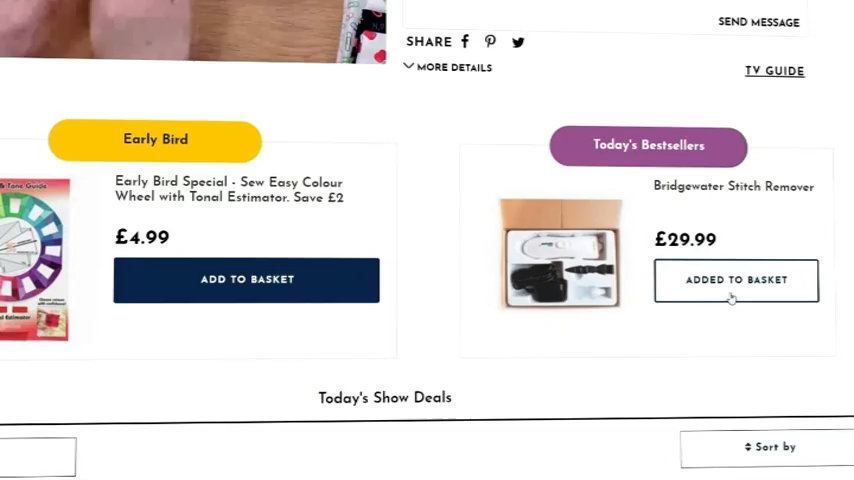 SEND MESSAGE
SHARE
MORE DETAILS
TV GUIDE
Early Bird
Today's Bestsellers
Early Bird Special - Sew Easy Colour
Wheel with Tonal Estimator. Save £2
£4.99
ADD TO BASKET
Bridgewater Stitch Remover
£29.99
ADDED TO BASKET
Today's Show Deals
Sort by